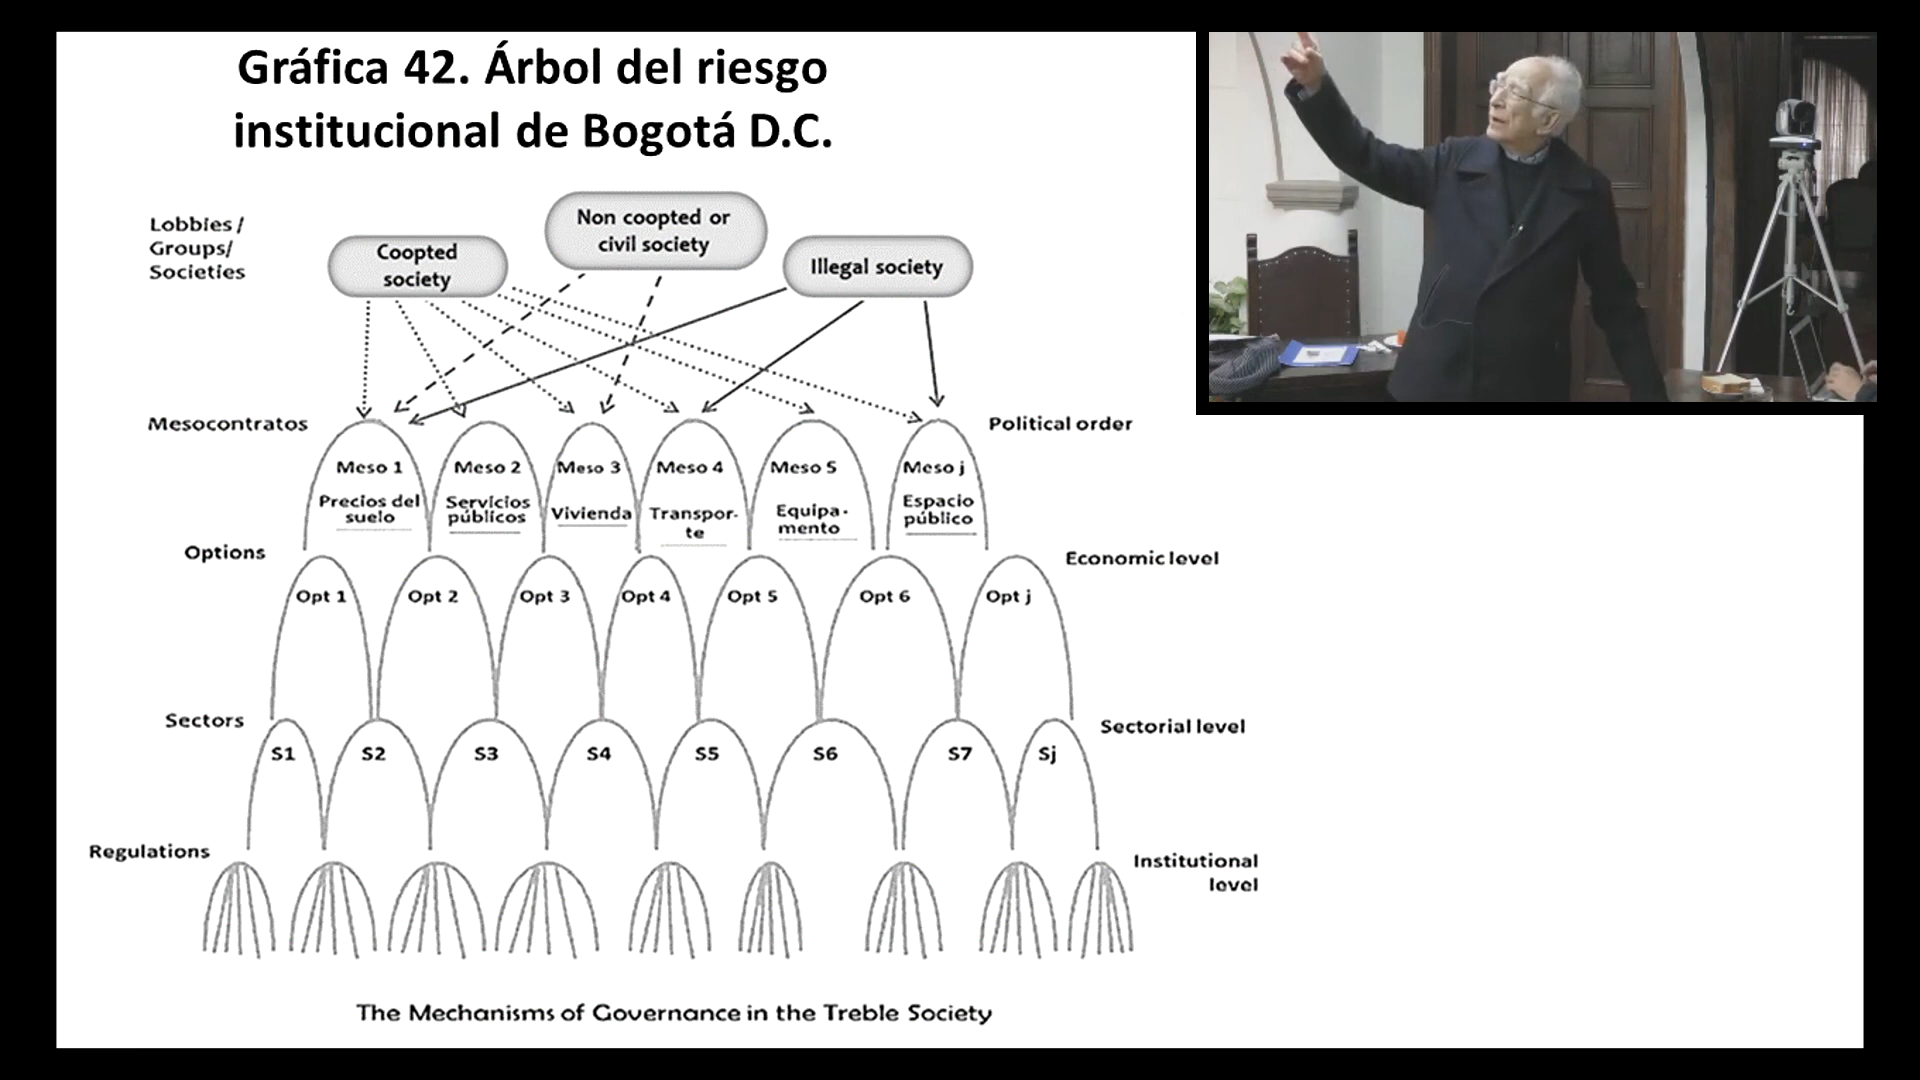 Gráfica 42. Árbol del riesgo
institucional de Bogotá D.C.
Lobbies /
Groups/
Societies
Coopted
society
Non coopted or
civil society
Illegal society
Mesocontratos
Political order
Meso 1
Precios del
suelo
Meso 2
Servicios
públicos
Meso 3
Vivienda
Meso 4
Transpor-
te
Meso 5
Equipa-
mento
Meso j
Espacio
público
Options
Economic level
Opt 1
Opt 2
Opt 3
Opt 4
Opt 5
Opt 6
Opt j
Sectors
Sectorial level
S1
S2
S3
S4
S5
S6
S7
Sj
Regulations
Institutional
level
The Mechanisms of Governance in the Treble Society